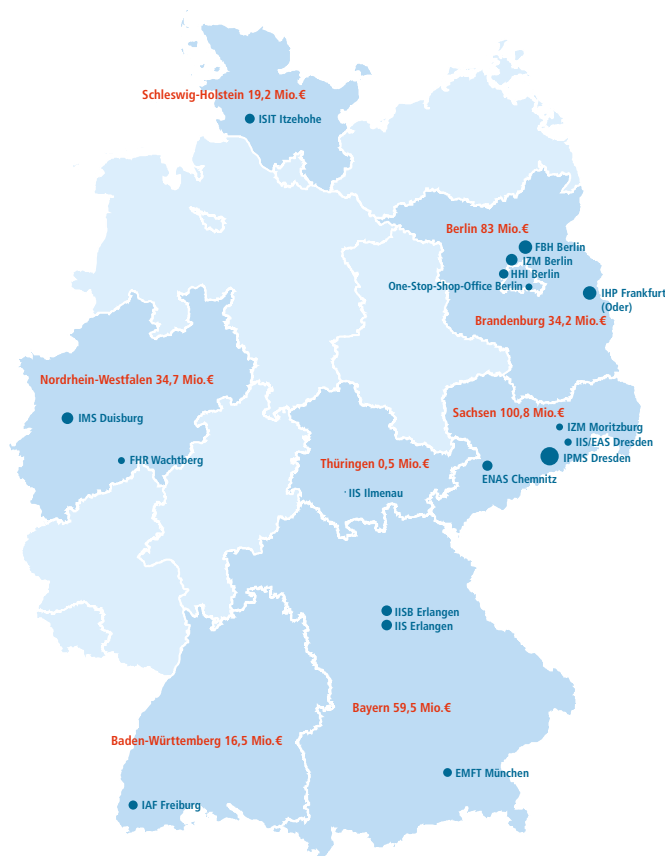 Schleswig-Holstein 19,2 Mio.€
ISIT Itzehohe
Berlin 83 Mio.€
FBH Berlin
IZM Berlin
HHI Berlin
One-Stop-Shop-Office Berlin
IHP Frankfurt
(Oder)
Brandenburg 34,2 Mio.€
Nordrhein-Westfalen 34,7 Mio.€
IMS Duisburg
FHR Wachtberg
Sachsen 100,8 Mio.€
IZM Moritzburg
IIS/EAS Dresden
IPMS Dresden
ENAS Chemnitz
Thüringen 0,5 Mio.€
IIS Ilmenau
IISB Erlangen
IIS Erlangen
Bayern 59,5 Mio.€
Baden-Württemberg 16,5 Mio.€
EMFT München
IAF Freiburg